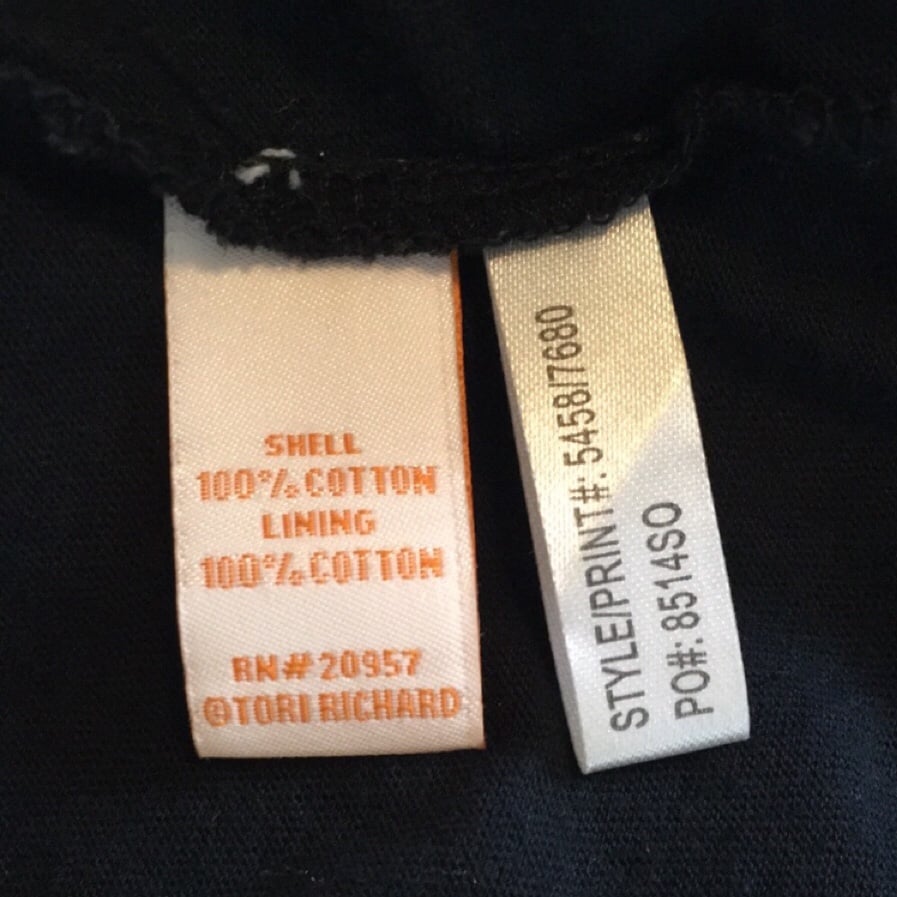 SHELL
100% COTTON
LINING
100% COTTON
RN# 20957
©TORI RICHARD
STYLE/PRINT#: 5458/7680
PO#: 8514SO